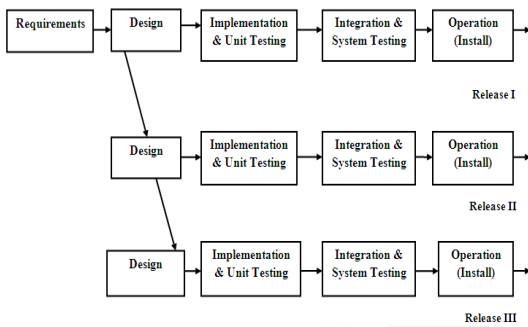 Requirements
Design
Implementation
& Unit Testing
Integration &
System Testing
Operation
(Install)
Release I
Design
Implementation
& Unit Testing
Integration &
System Testing
Operation
(Install)
Release II
Design
Implementation
& Unit Testing
Integration &
System Testing
Operation
(Install)
Release III